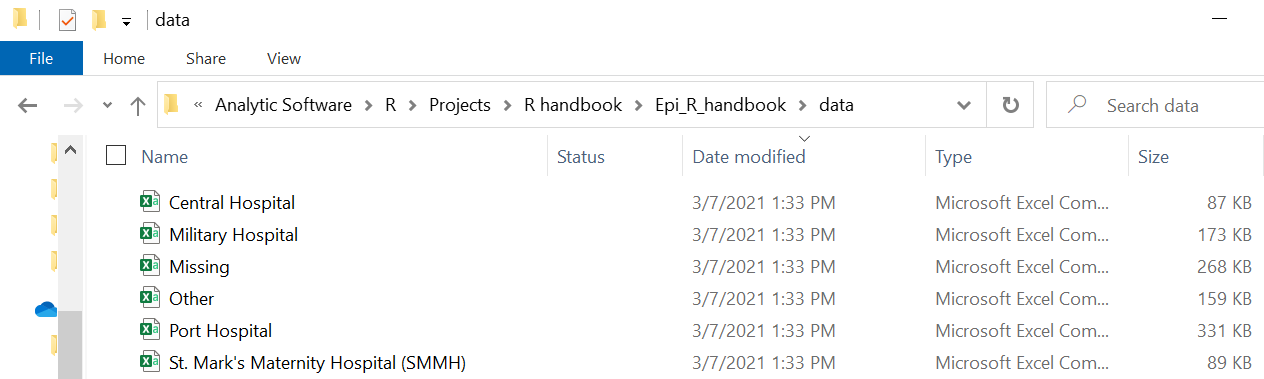 data
File Home Share View
« Analytic Software > R > Projects > R handbook > Epi_R_handbook > data Search data
Name Status Date modified Type Size
Central Hospital 3/7/2021 1:33 PM Microsoft Excel Com... 87 KB
Military Hospital 3/7/2021 1:33 PM Microsoft Excel Com... 173 KB
Missing 3/7/2021 1:33 PM Microsoft Excel Com... 268 KB
Other 3/7/2021 1:33 PM Microsoft Excel Com... 159 KB
Port Hospital 3/7/2021 1:33 PM Microsoft Excel Com... 331 KB
St. Mark's Maternity Hospital (SMMH) 3/7/2021 1:33 PM Microsoft Excel Com... 89 KB